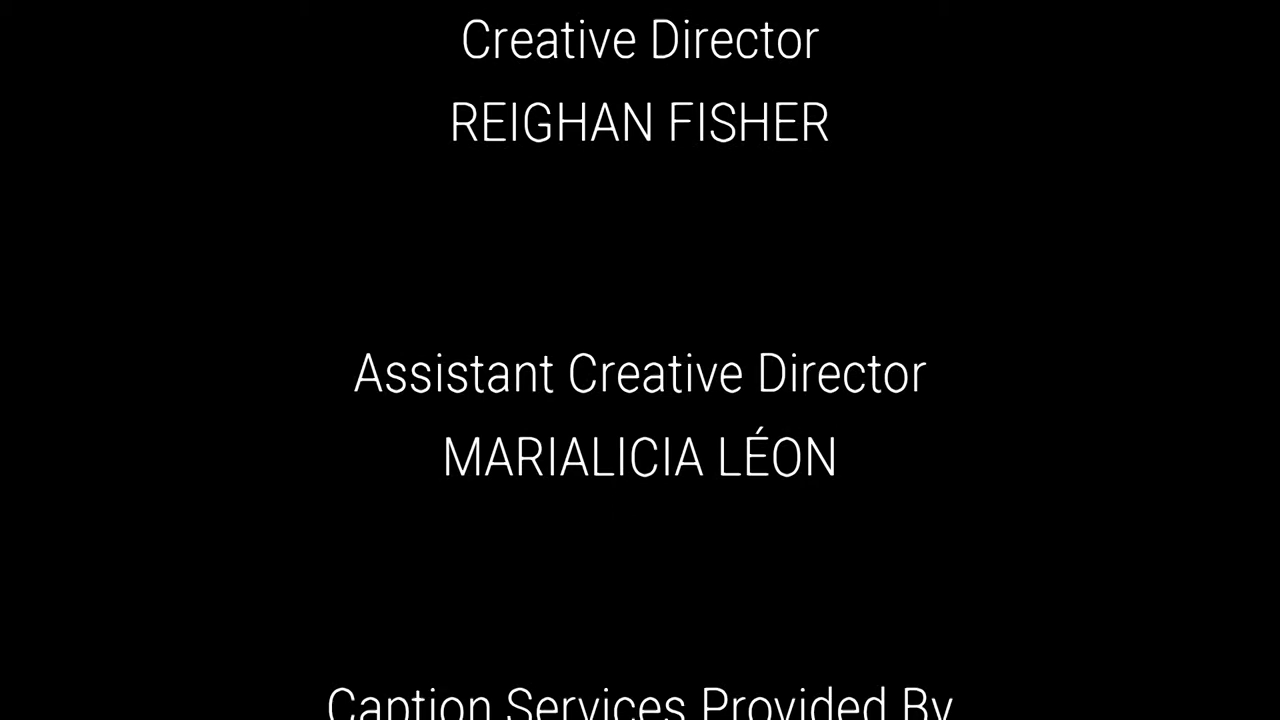 Creative Director
REIGHAN FISHER
Assistant Creative Director
MARIALICIA LÉON
Caption Services Provided By